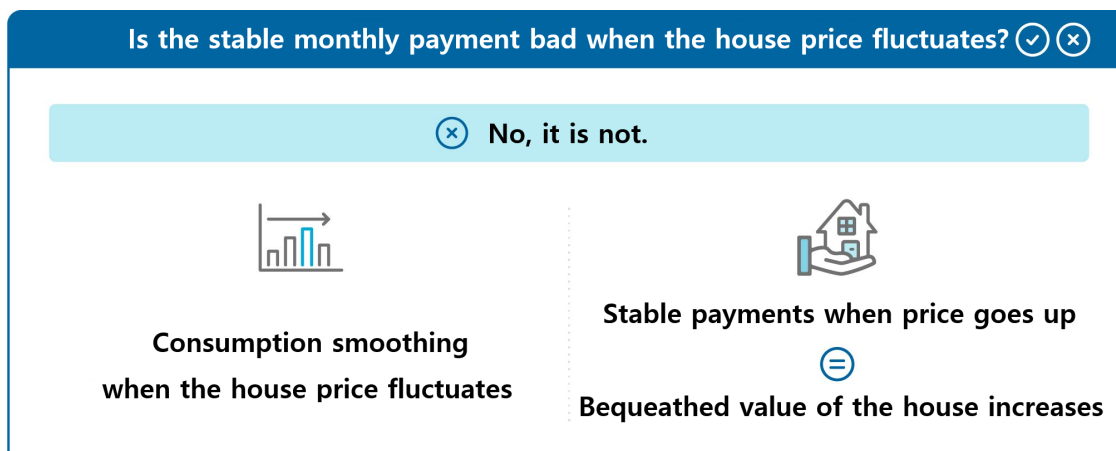 Is the stable monthly payment bad when the house price fluctuates?
No, it is not.
Consumption smoothing
when the house price fluctuates
Stable payments when price goes up
=
Bequeathed value of the house increases